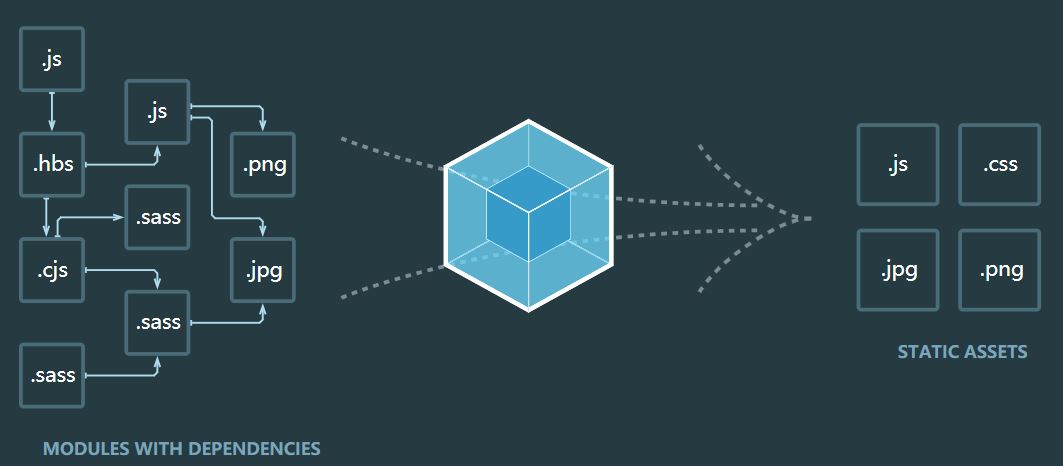 .js
.hbs
.cjs
.sass
.js
.sass
.sass
.png
.jpg
MODULES WITH DEPENDENCIES
.js
.css
.jpg
.png
STATIC ASSETS